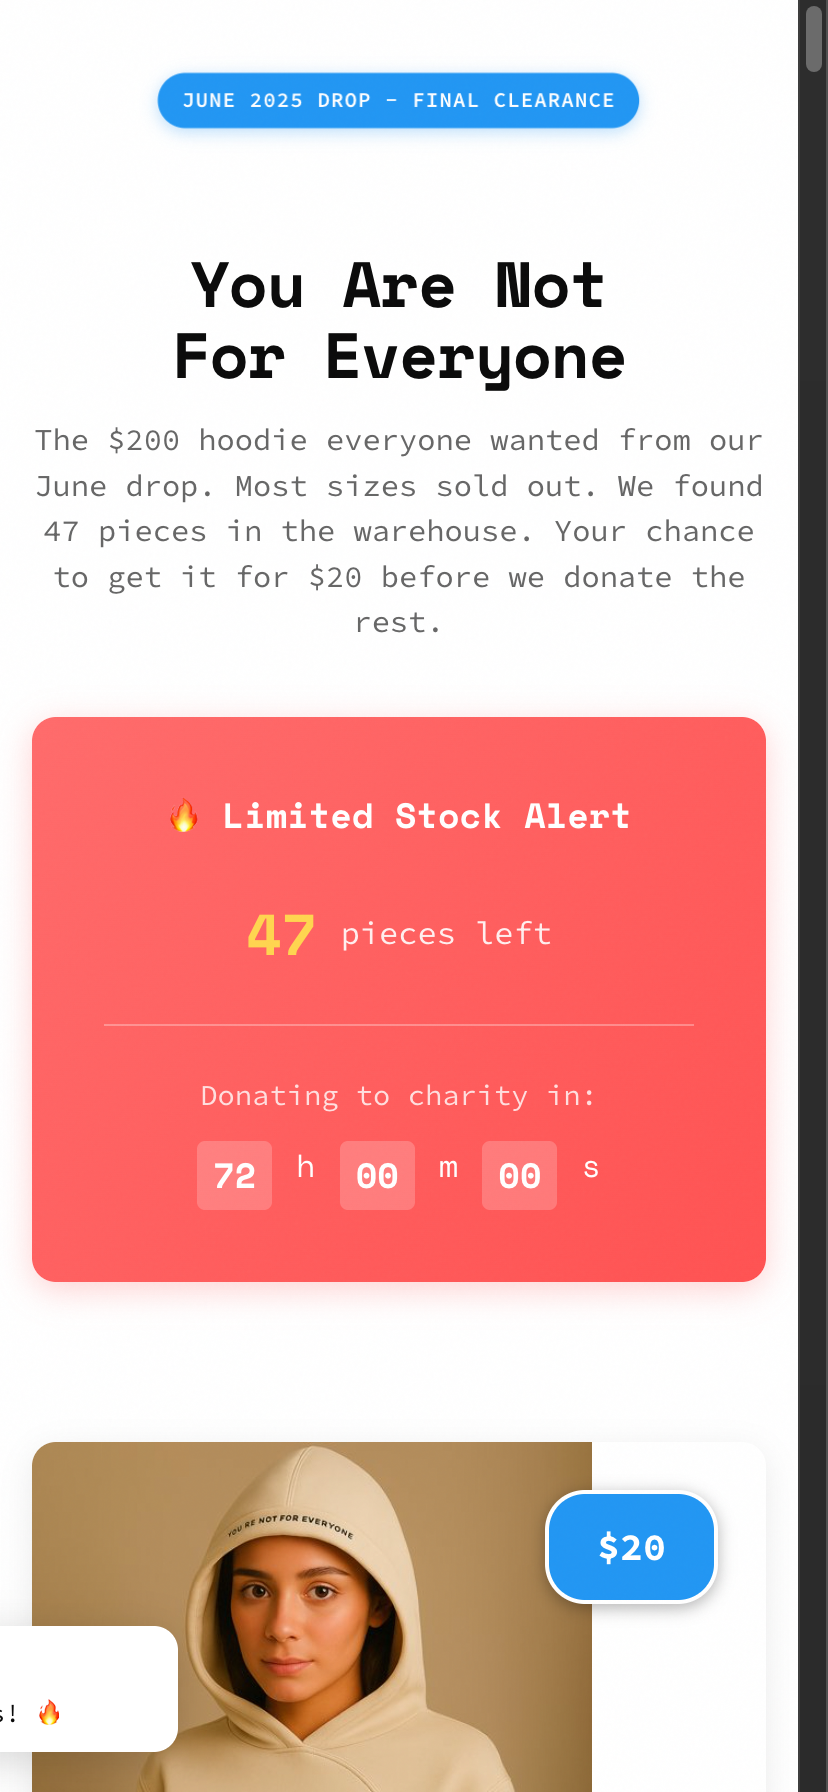 JUNE 2025 DROP – FINAL CLEARANCE
You Are Not
For Everyone
The $200 hoodie everyone wanted from our
June drop. Most sizes sold out. We found
47 pieces in the warehouse. Your chance
to get it for $20 before we donate the
rest.
🔥 Limited Stock Alert
47 pieces left
Donating to charity in:
72 h 00 m 00 s
$20
YOU'RE NOT FOR EVERYONE
! 🔥